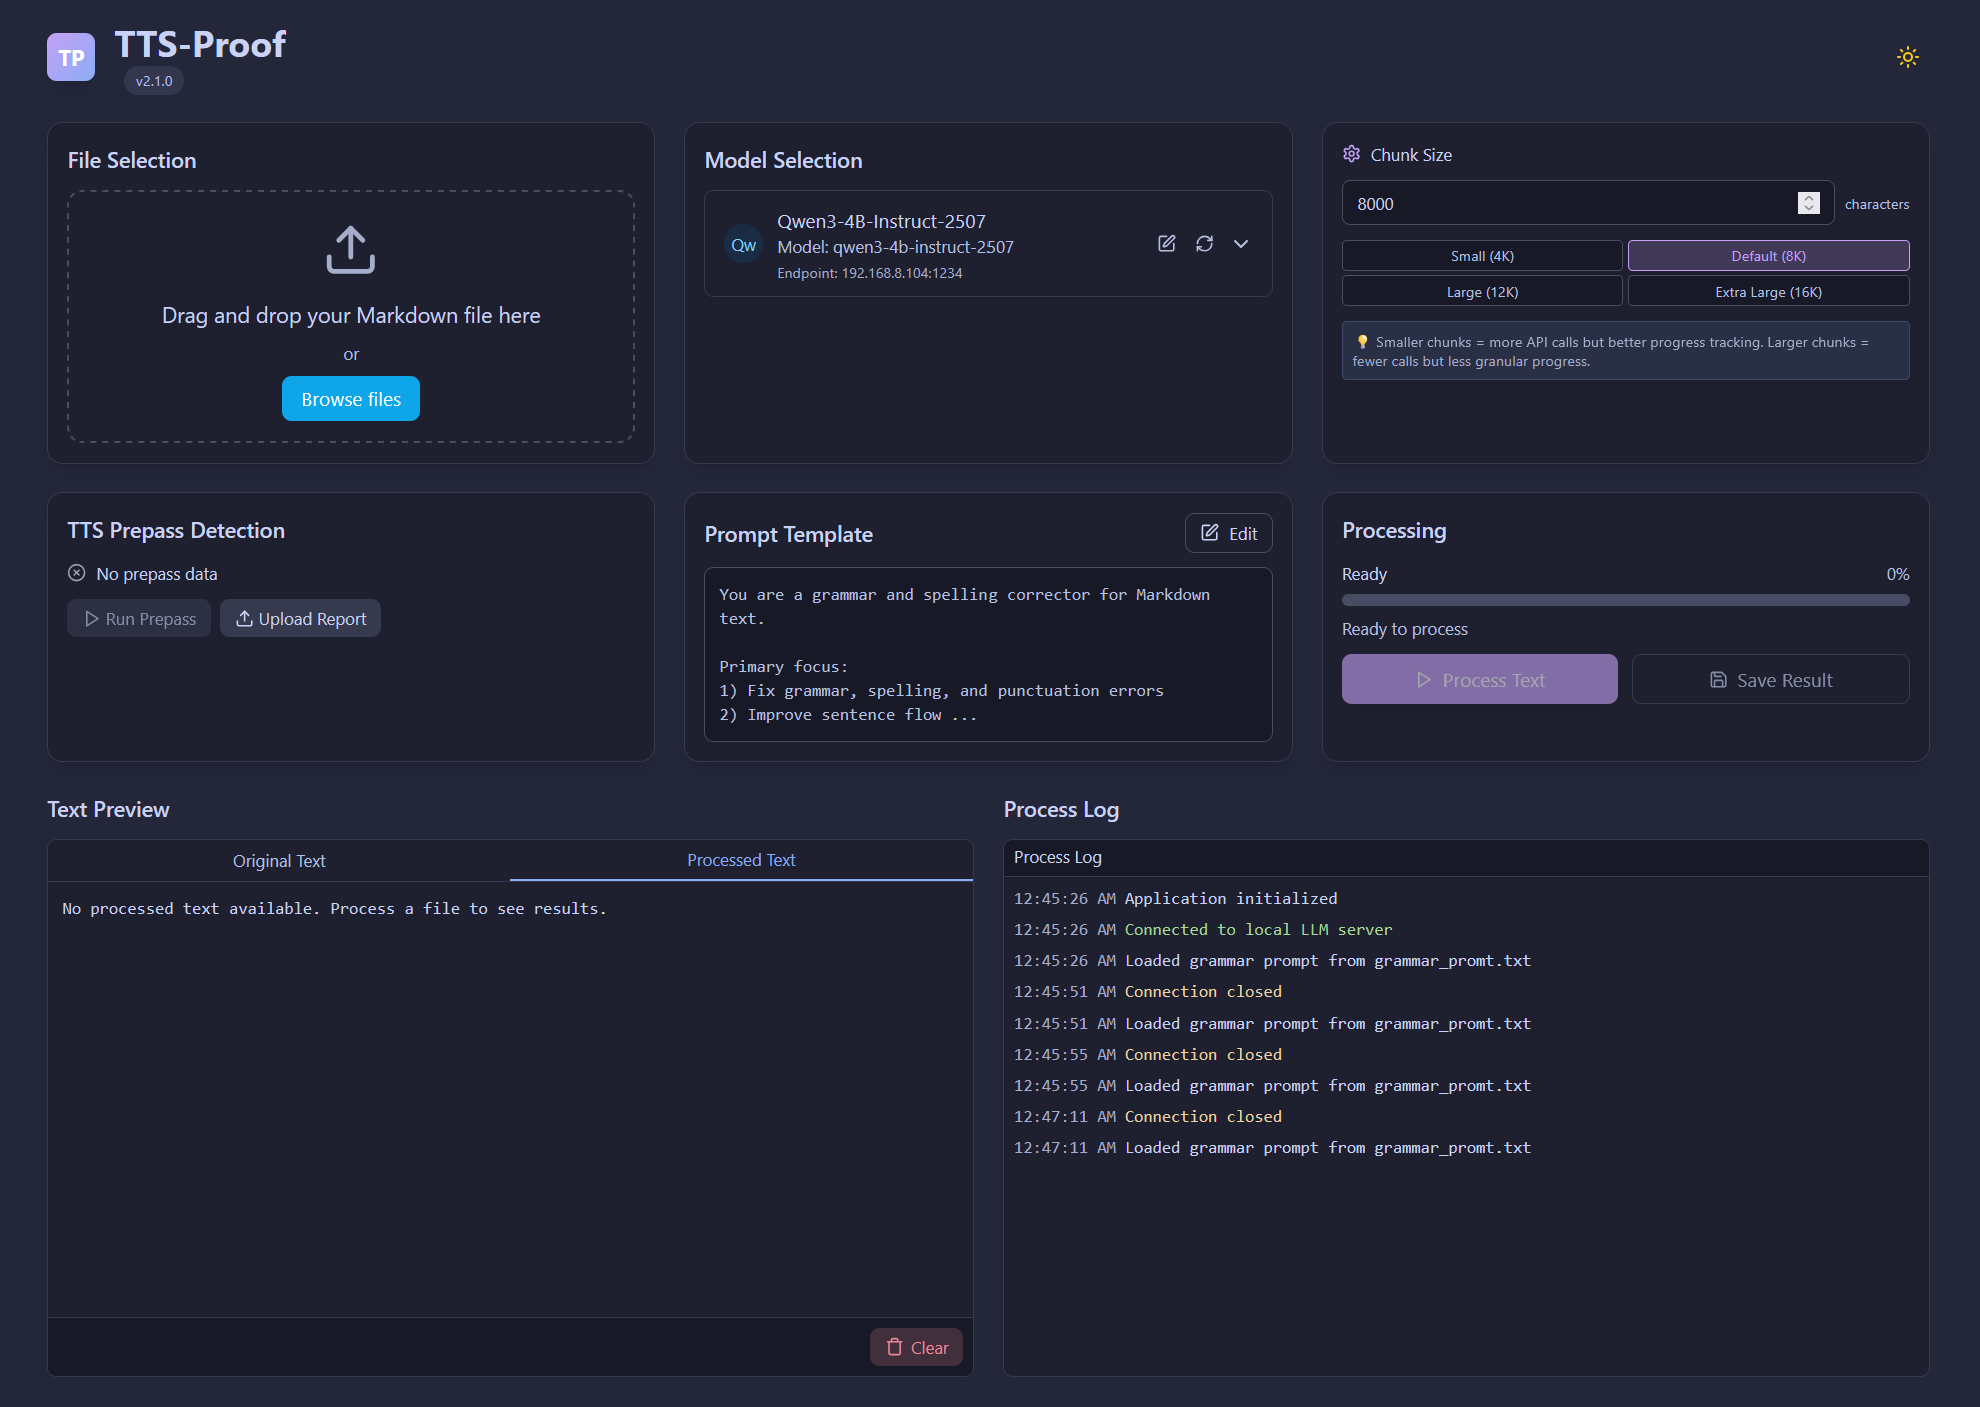 TP
TTS-Proof
v2.1.0
File Selection
Drag and drop your Markdown file here
or
Browse files
Model Selection
Qw
Qwen3-4B-Instruct-2507
Model: qwen3-4b-instruct-2507
Endpoint: 192.168.8.104:1234
Chunk Size
8000
characters
Small (4K)
Default (8K)
Large (12K)
Extra Large (16K)
💡 Smaller chunks = more API calls but better progress tracking. Larger chunks =
fewer calls but less granular progress.
TTS Prepass Detection
No prepass data
Run Prepass
Upload Report
Prompt Template
Edit
You are a grammar and spelling corrector for Markdown
text.
Primary focus:
1) Fix grammar, spelling, and punctuation errors
2) Improve sentence flow ...
Processing
Ready
0%
Ready to process
Process Text
Save Result
Text Preview
Original Text
Processed Text
No processed text available. Process a file to see results.
Clear
Process Log
Process Log
12:45:26 AM Application initialized
12:45:26 AM Connected to local LLM server
12:45:26 AM Loaded grammar prompt from grammar_promt.txt
12:45:51 AM Connection closed
12:45:51 AM Loaded grammar prompt from grammar_promt.txt
12:45:55 AM Connection closed
12:45:55 AM Loaded grammar prompt from grammar_promt.txt
12:47:11 AM Connection closed
12:47:11 AM Loaded grammar prompt from grammar_promt.txt